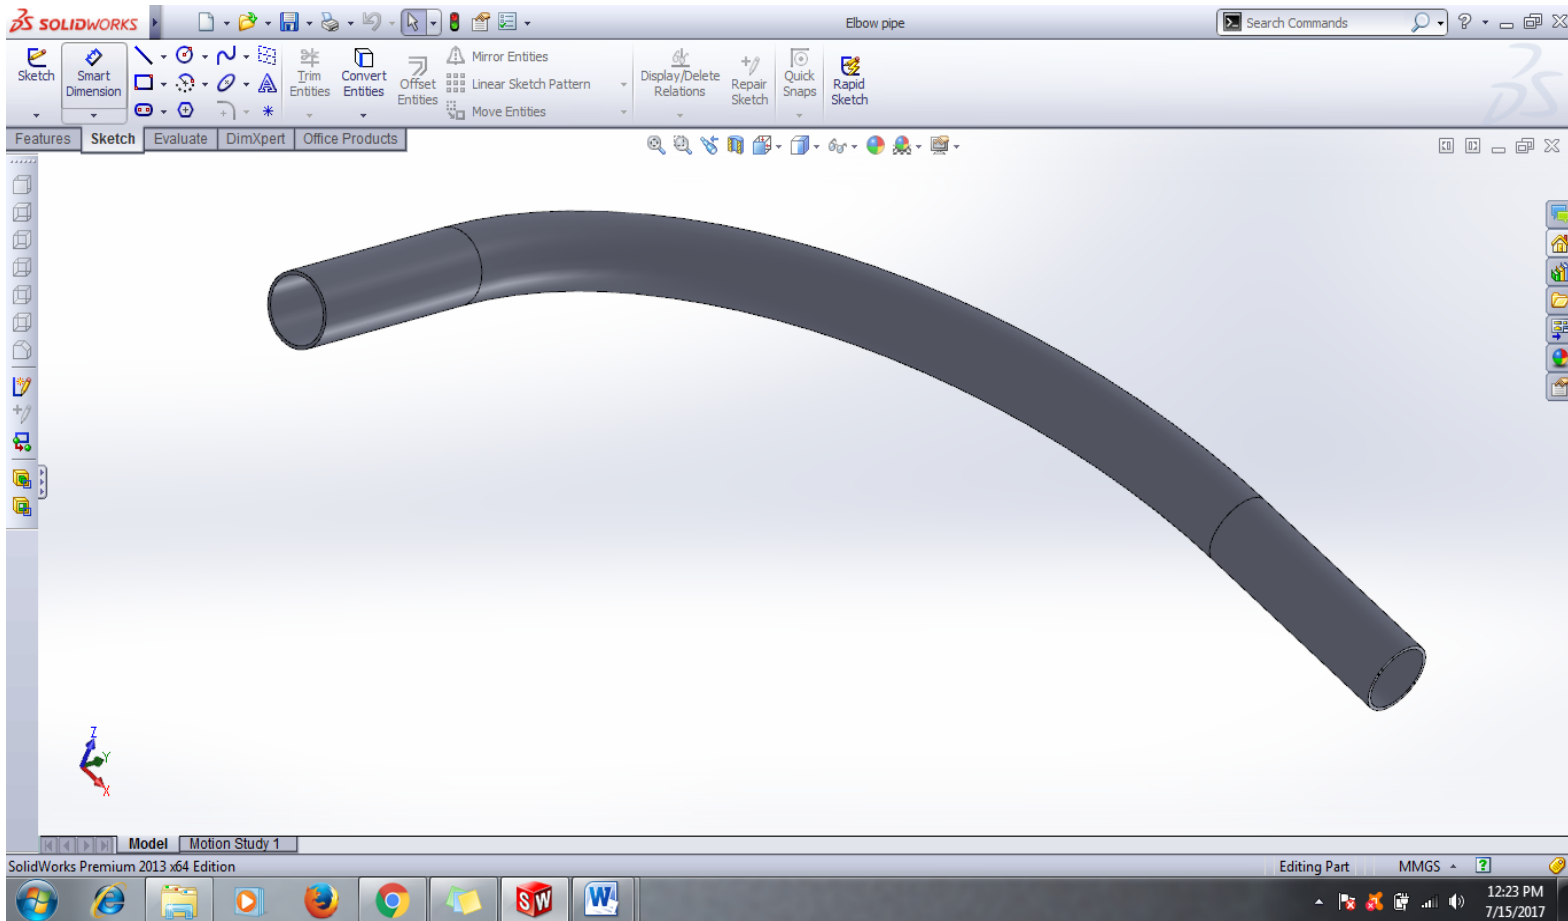 SOLIDWORKS
Elbow pipe
Search Commands
?
Sketch
Smart Dimension
Trim Entities
Convert Entities
Offset Entities
Mirror Entities
Linear Sketch Pattern
Move Entities
Display/Delete Relations
Repair Sketch
Quick Snaps
Rapid Sketch
Features
Sketch
Evaluate
DimXpert
Office Products
Z
Y
X
Model
Motion Study 1
SolidWorks Premium 2013 x64 Edition
Editing Part
MMGS
?
SW
W
12:23 PM
7/15/2017